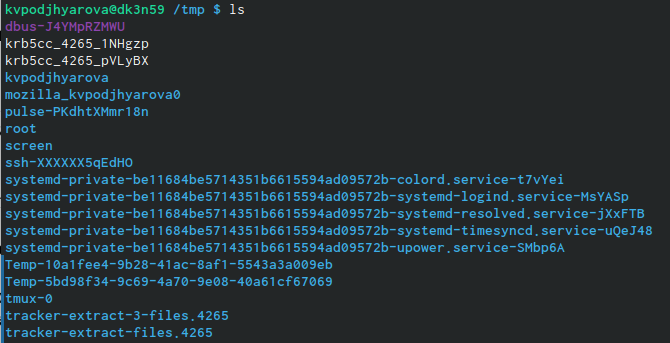 kvpodjhyarova@dk3n59 /tmp $ ls
dbus-J4YMpRZMWU
krb5cc_4265_1NHgzp
krb5cc_4265_pVLyBX
kvpodjhyarova
mozilla_kvpodjhyarova0
pulse-PKdhtXMmr18n
root
screen
ssh-XXXXXX5qEdHO
systemd-private-be11684be5714351b6615594ad09572b-colord.service-t7vYei
systemd-private-be11684be5714351b6615594ad09572b-systemd-logind.service-MsYASp
systemd-private-be11684be5714351b6615594ad09572b-systemd-resolved.service-jXxFTB
systemd-private-be11684be5714351b6615594ad09572b-systemd-timesyncd.service-uQeJ48
systemd-private-be11684be5714351b6615594ad09572b-upower.service-SMbp6A
Temp-10a1fee4-9b28-41ac-8af1-5543a3a009eb
Temp-5bd98f34-9c69-4a70-9e08-40a61cf67069
tmux-0
tracker-extract-3-files.4265
tracker-extract-files.4265